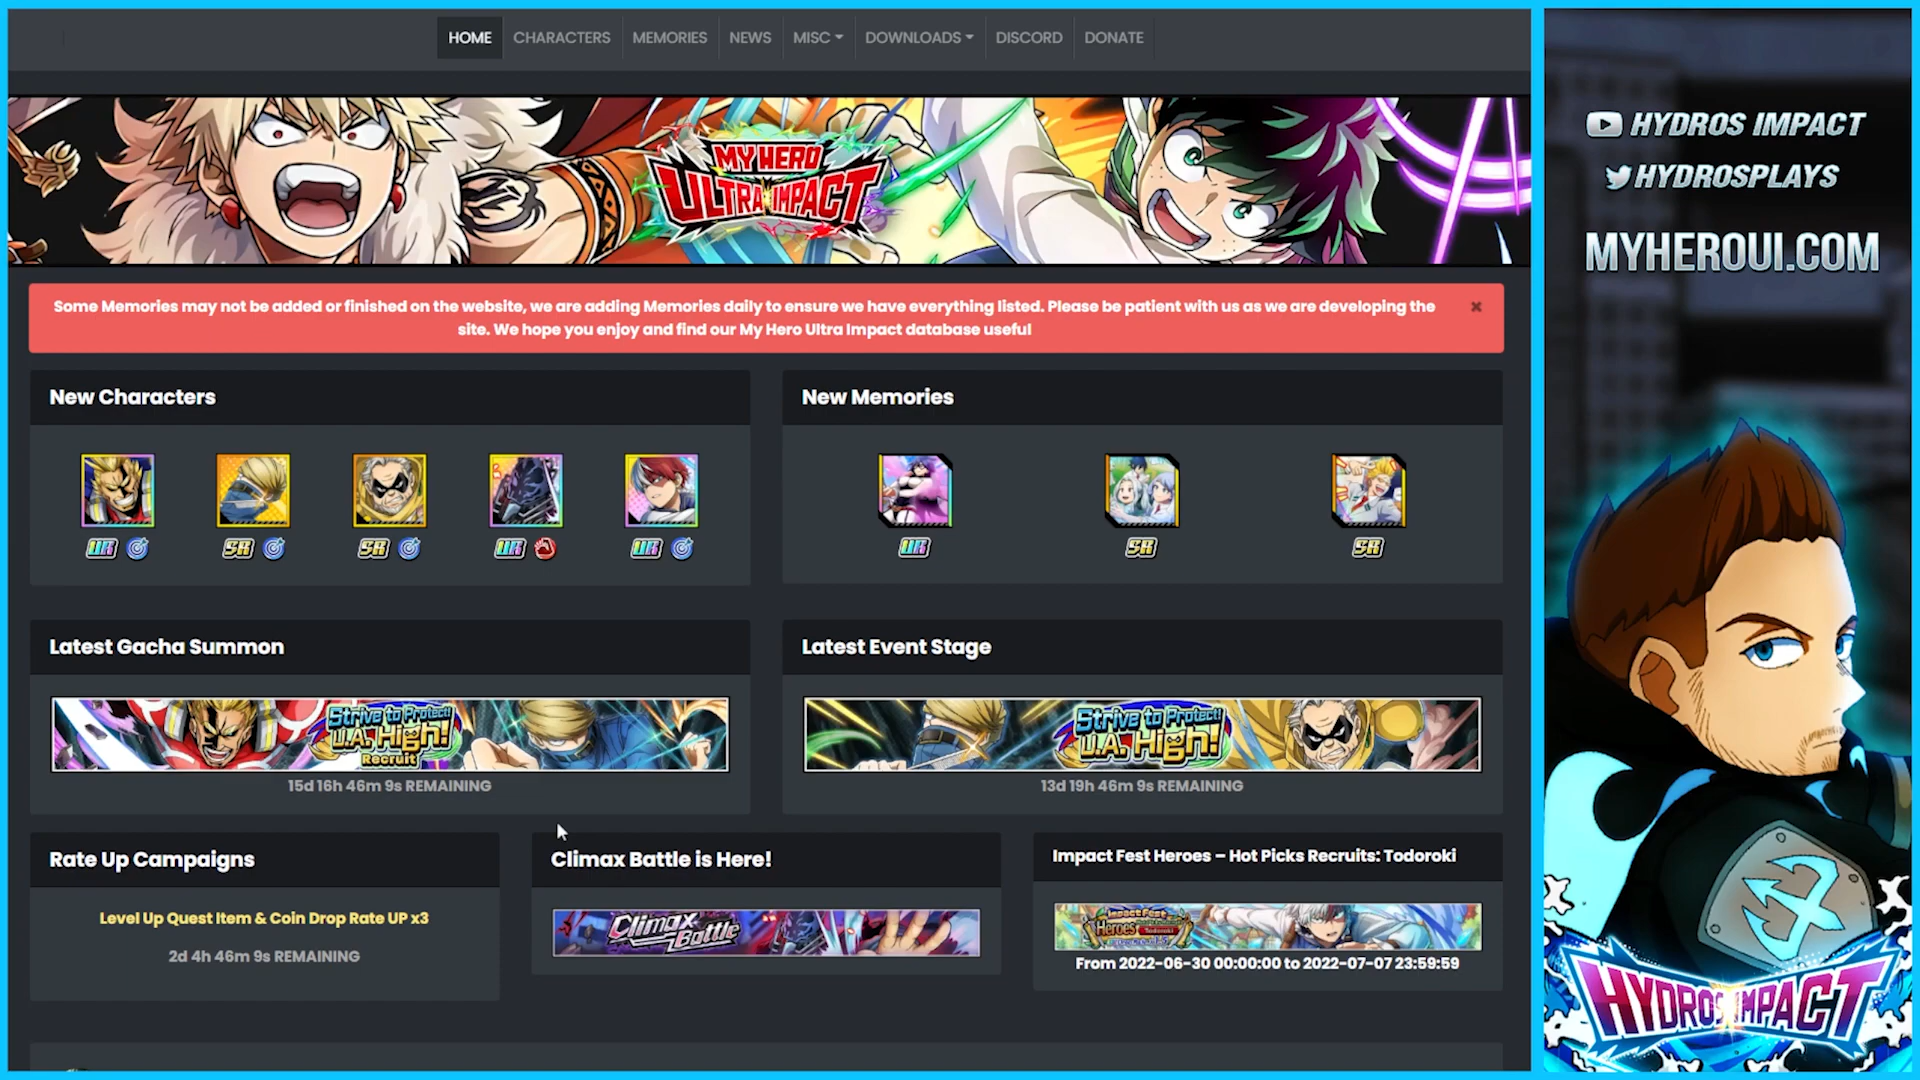 HOME CHARACTERS MEMORIES NEWS MISC DOWNLOADS DISCORD DONATE
HYDROS IMPACT
HYDROSPLAYS
MYHEROUI.COM
MY HERO
ULTRA IMPACT
Some Memories may not be added or finished on the website, we are adding Memories daily to ensure we have everything listed. Please be patient with us as we are developing the
site. We hope you enjoy and find our My Hero Ultra Impact database useful
×
New Characters
UR SR SR UR UR
New Memories
UR SR SR
Latest Gacha Summon
Strive to Protect!
U.A. High!
Recruit
15d 16h 46m 9s REMAINING
Latest Event Stage
Strive to Protect!
U.A. High!
13d 19h 46m 9s REMAINING
Rate Up Campaigns
Level Up Quest Item & Coin Drop Rate UP x3
2d 4h 46m 9s REMAINING
Climax Battle is Here!
Climax
Battle
Impact Fest Heroes – Hot Picks Recruits: Todoroki
Impact Fest
Heroes
Todoroki
From 2022-06-30 00:00:00 to 2022-07-07 23:59:59
HYDROS IMPACT